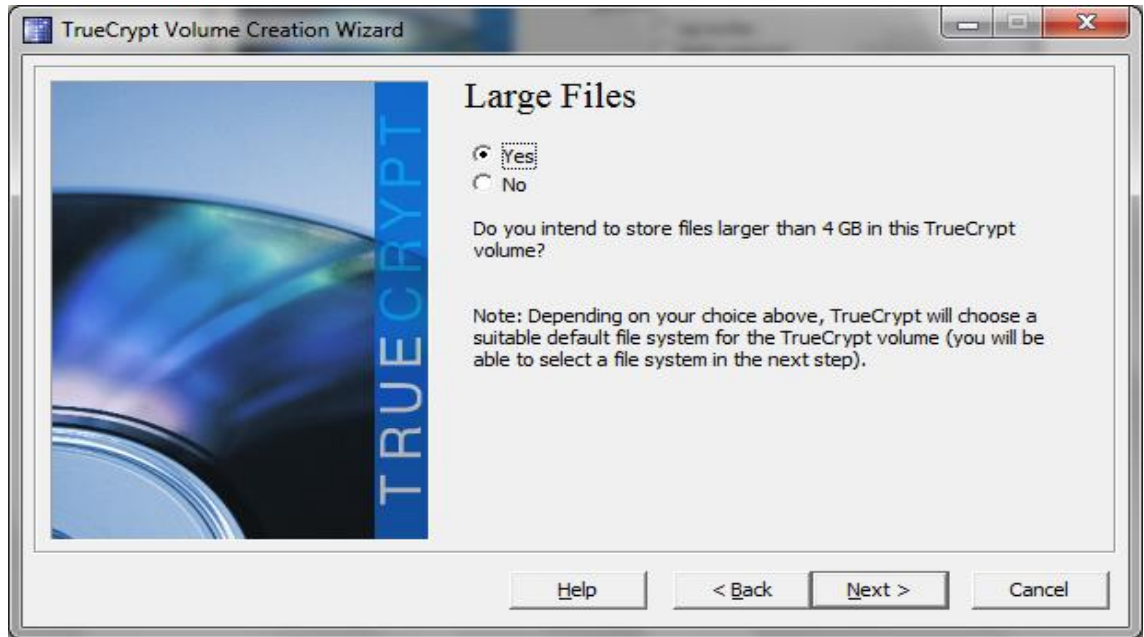 TrueCrypt Volume Creation Wizard
TRUECRYPT
Large Files
Yes
No
Do you intend to store files larger than 4 GB in this TrueCrypt
volume?
Note: Depending on your choice above, TrueCrypt will choose a
suitable default file system for the TrueCrypt volume (you will be
able to select a file system in the next step).
Help
< Back
Next >
Cancel